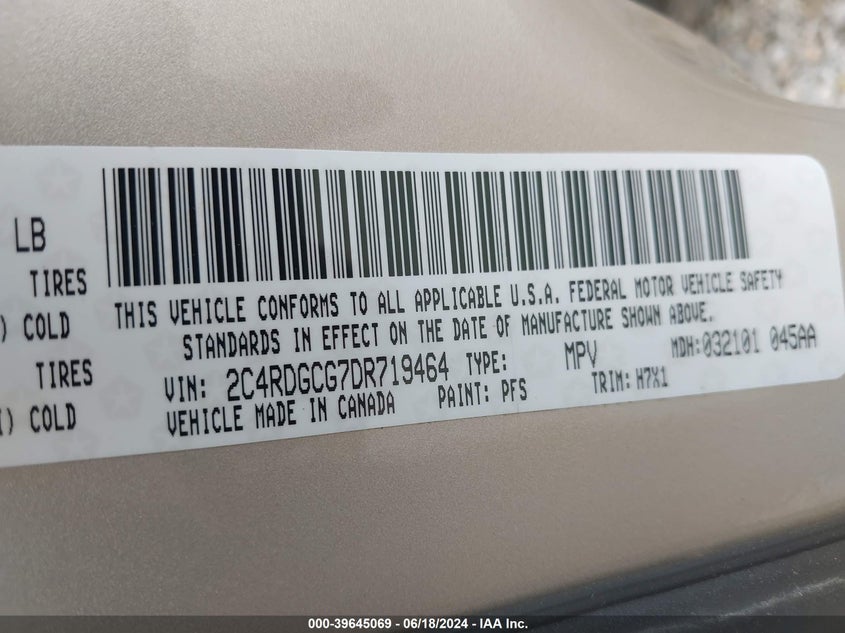 LB
TIRES
) COLD
TIRES
) COLD
THIS VEHICLE CONFORMS TO ALL APPLICABLE U.S.A. FEDERAL MOTOR VEHICLE SAFETY
STANDARDS IN EFFECT ON THE DATE OF MANUFACTURE SHOWN ABOVE.
VIN: 2C4RDGCG7DR719464 TYPE: MPV MDH:032101 045AA
VEHICLE MADE IN CANADA PAINT: PFS TRIM: H7X1
000-39645069 - 06/18/2024 - IAA Inc.